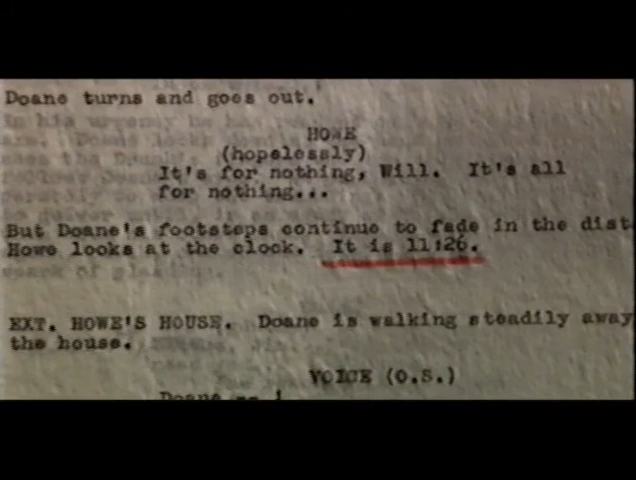 Doane turns and goes out.
HOWE
(hopelessly)
It's for nothing, Will. It's all
for nothing...
But Doane's footsteps continue to fade in the dist
Howe looks at the clock. It is 11:26.
EXT. HOWE'S HOUSE. Doane is walking steadily away
the house.
VOICE (O.S.)
Doane